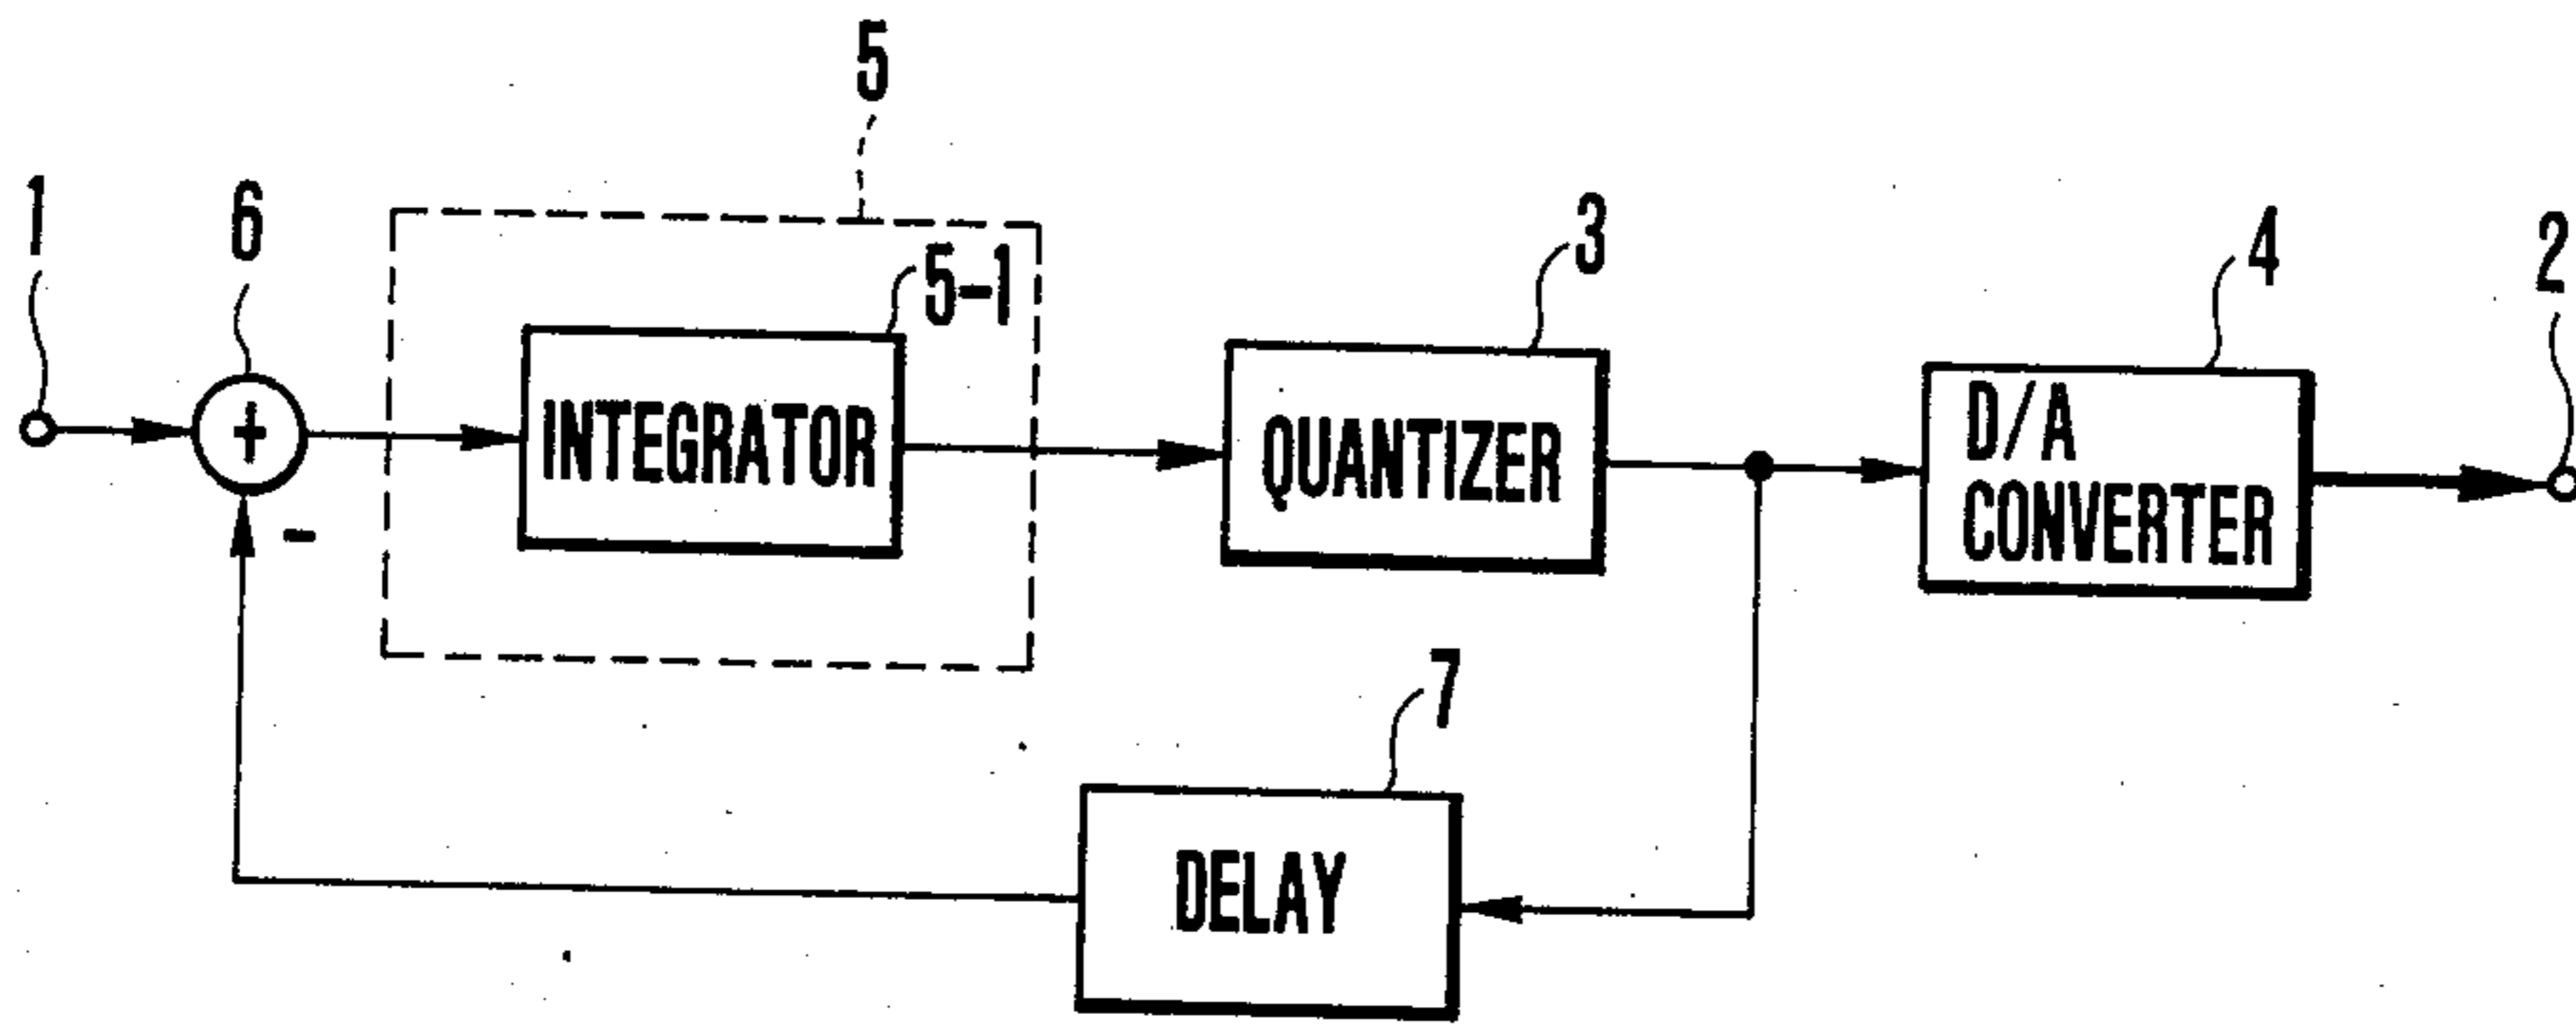 5
1
6
5-1
3
4
2
INTEGRATOR
QUANTIZER
D/A
CONVERTER
+
-
7
DELAY